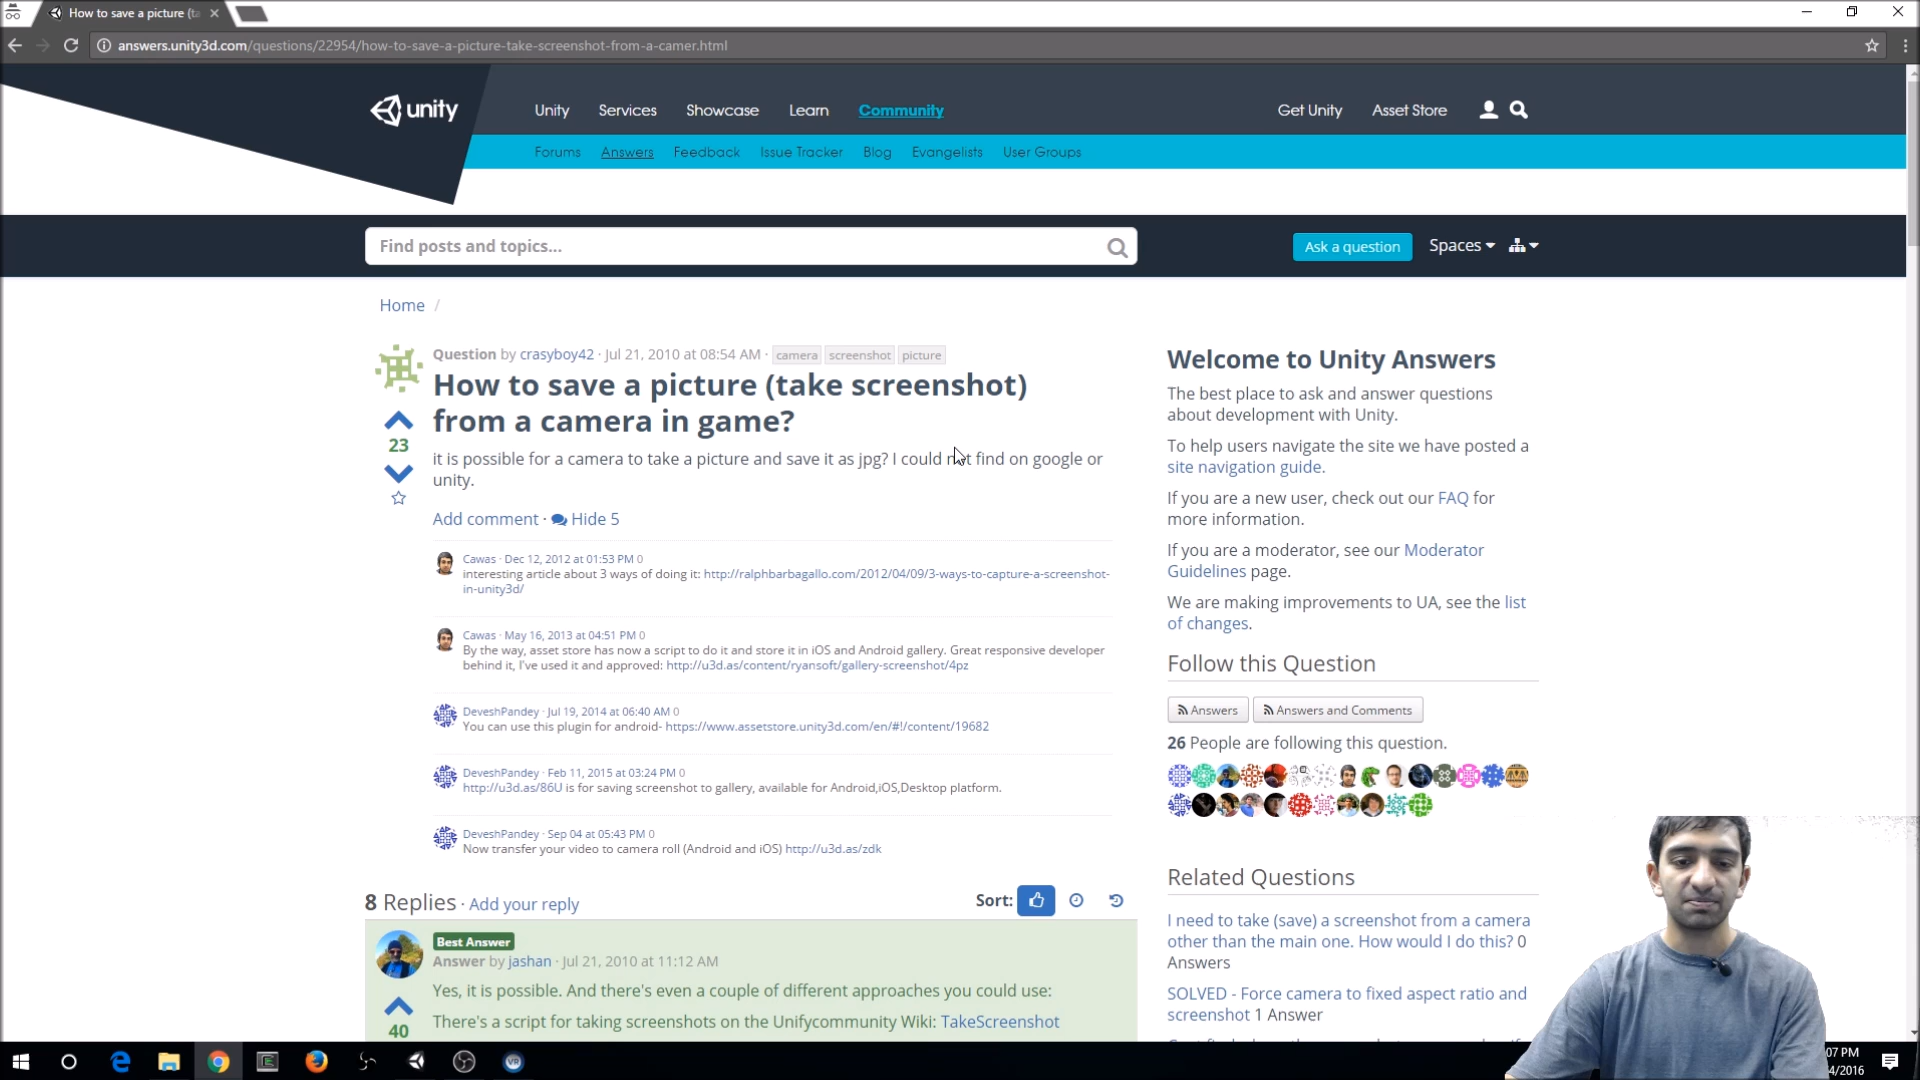 How to save a picture (ta
answers.unity3d.com/questions/22954/how-to-save-a-picture-take-screenshot-from-a-camer.html
unity
Unity Services Showcase Learn Community
Get Unity Asset Store
Forums Answers Feedback Issue Tracker Blog Evangelists User Groups
Find posts and topics...
Ask a question Spaces
Home /
Question by crasyboy42 · Jul 21, 2010 at 08:54 AM · camera screenshot picture
How to save a picture (take screenshot)
from a camera in game?
23
it is possible for a camera to take a picture and save it as jpg? I could not find on google or
unity.
Add comment · Hide 5
Cawas · Dec 12, 2012 at 01:53 PM 0
interesting article about 3 ways of doing it: http://ralphbarbagallo.com/2012/04/09/3-ways-to-capture-a-screenshot-
in-unity3d/
Cawas · May 16, 2013 at 04:51 PM 0
By the way, asset store has now a script to do it and store it in iOS and Android gallery. Great responsive developer
behind it, I've used it and approved: http://u3d.as/content/ryansoft/gallery-screenshot/4pz
DeveshPandey · Jul 19, 2014 at 06:40 AM 0
You can use this plugin for android- https://www.assetstore.unity3d.com/en/#!/content/19682
DeveshPandey · Feb 11, 2015 at 03:24 PM 0
http://u3d.as/86U is for saving screenshot to gallery, available for Android,iOS,Desktop platform.
DeveshPandey · Sep 04 at 05:43 PM 0
Now transfer your video to camera roll (Android and iOS) http://u3d.as/zdk
8 Replies · Add your reply
Sort:
Best Answer
Answer by jashan · Jul 21, 2010 at 11:12 AM
40
Yes, it is possible. And there's even a couple of different approaches you could use:
There's a script for taking screenshots on the Unifycommunity Wiki: TakeScreenshot
Welcome to Unity Answers
The best place to ask and answer questions
about development with Unity.
To help users navigate the site we have posted a
site navigation guide.
If you are a new user, check out our FAQ for
more information.
If you are a moderator, see our Moderator
Guidelines page.
We are making improvements to UA, see the list
of changes.
Follow this Question
Answers Answers and Comments
26 People are following this question.
Related Questions
I need to take (save) a screenshot from a camera
other than the main one. How would I do this? 0
Answers
SOLVED - Force camera to fixed aspect ratio and
screenshot 1 Answer
07 PM
4/2016